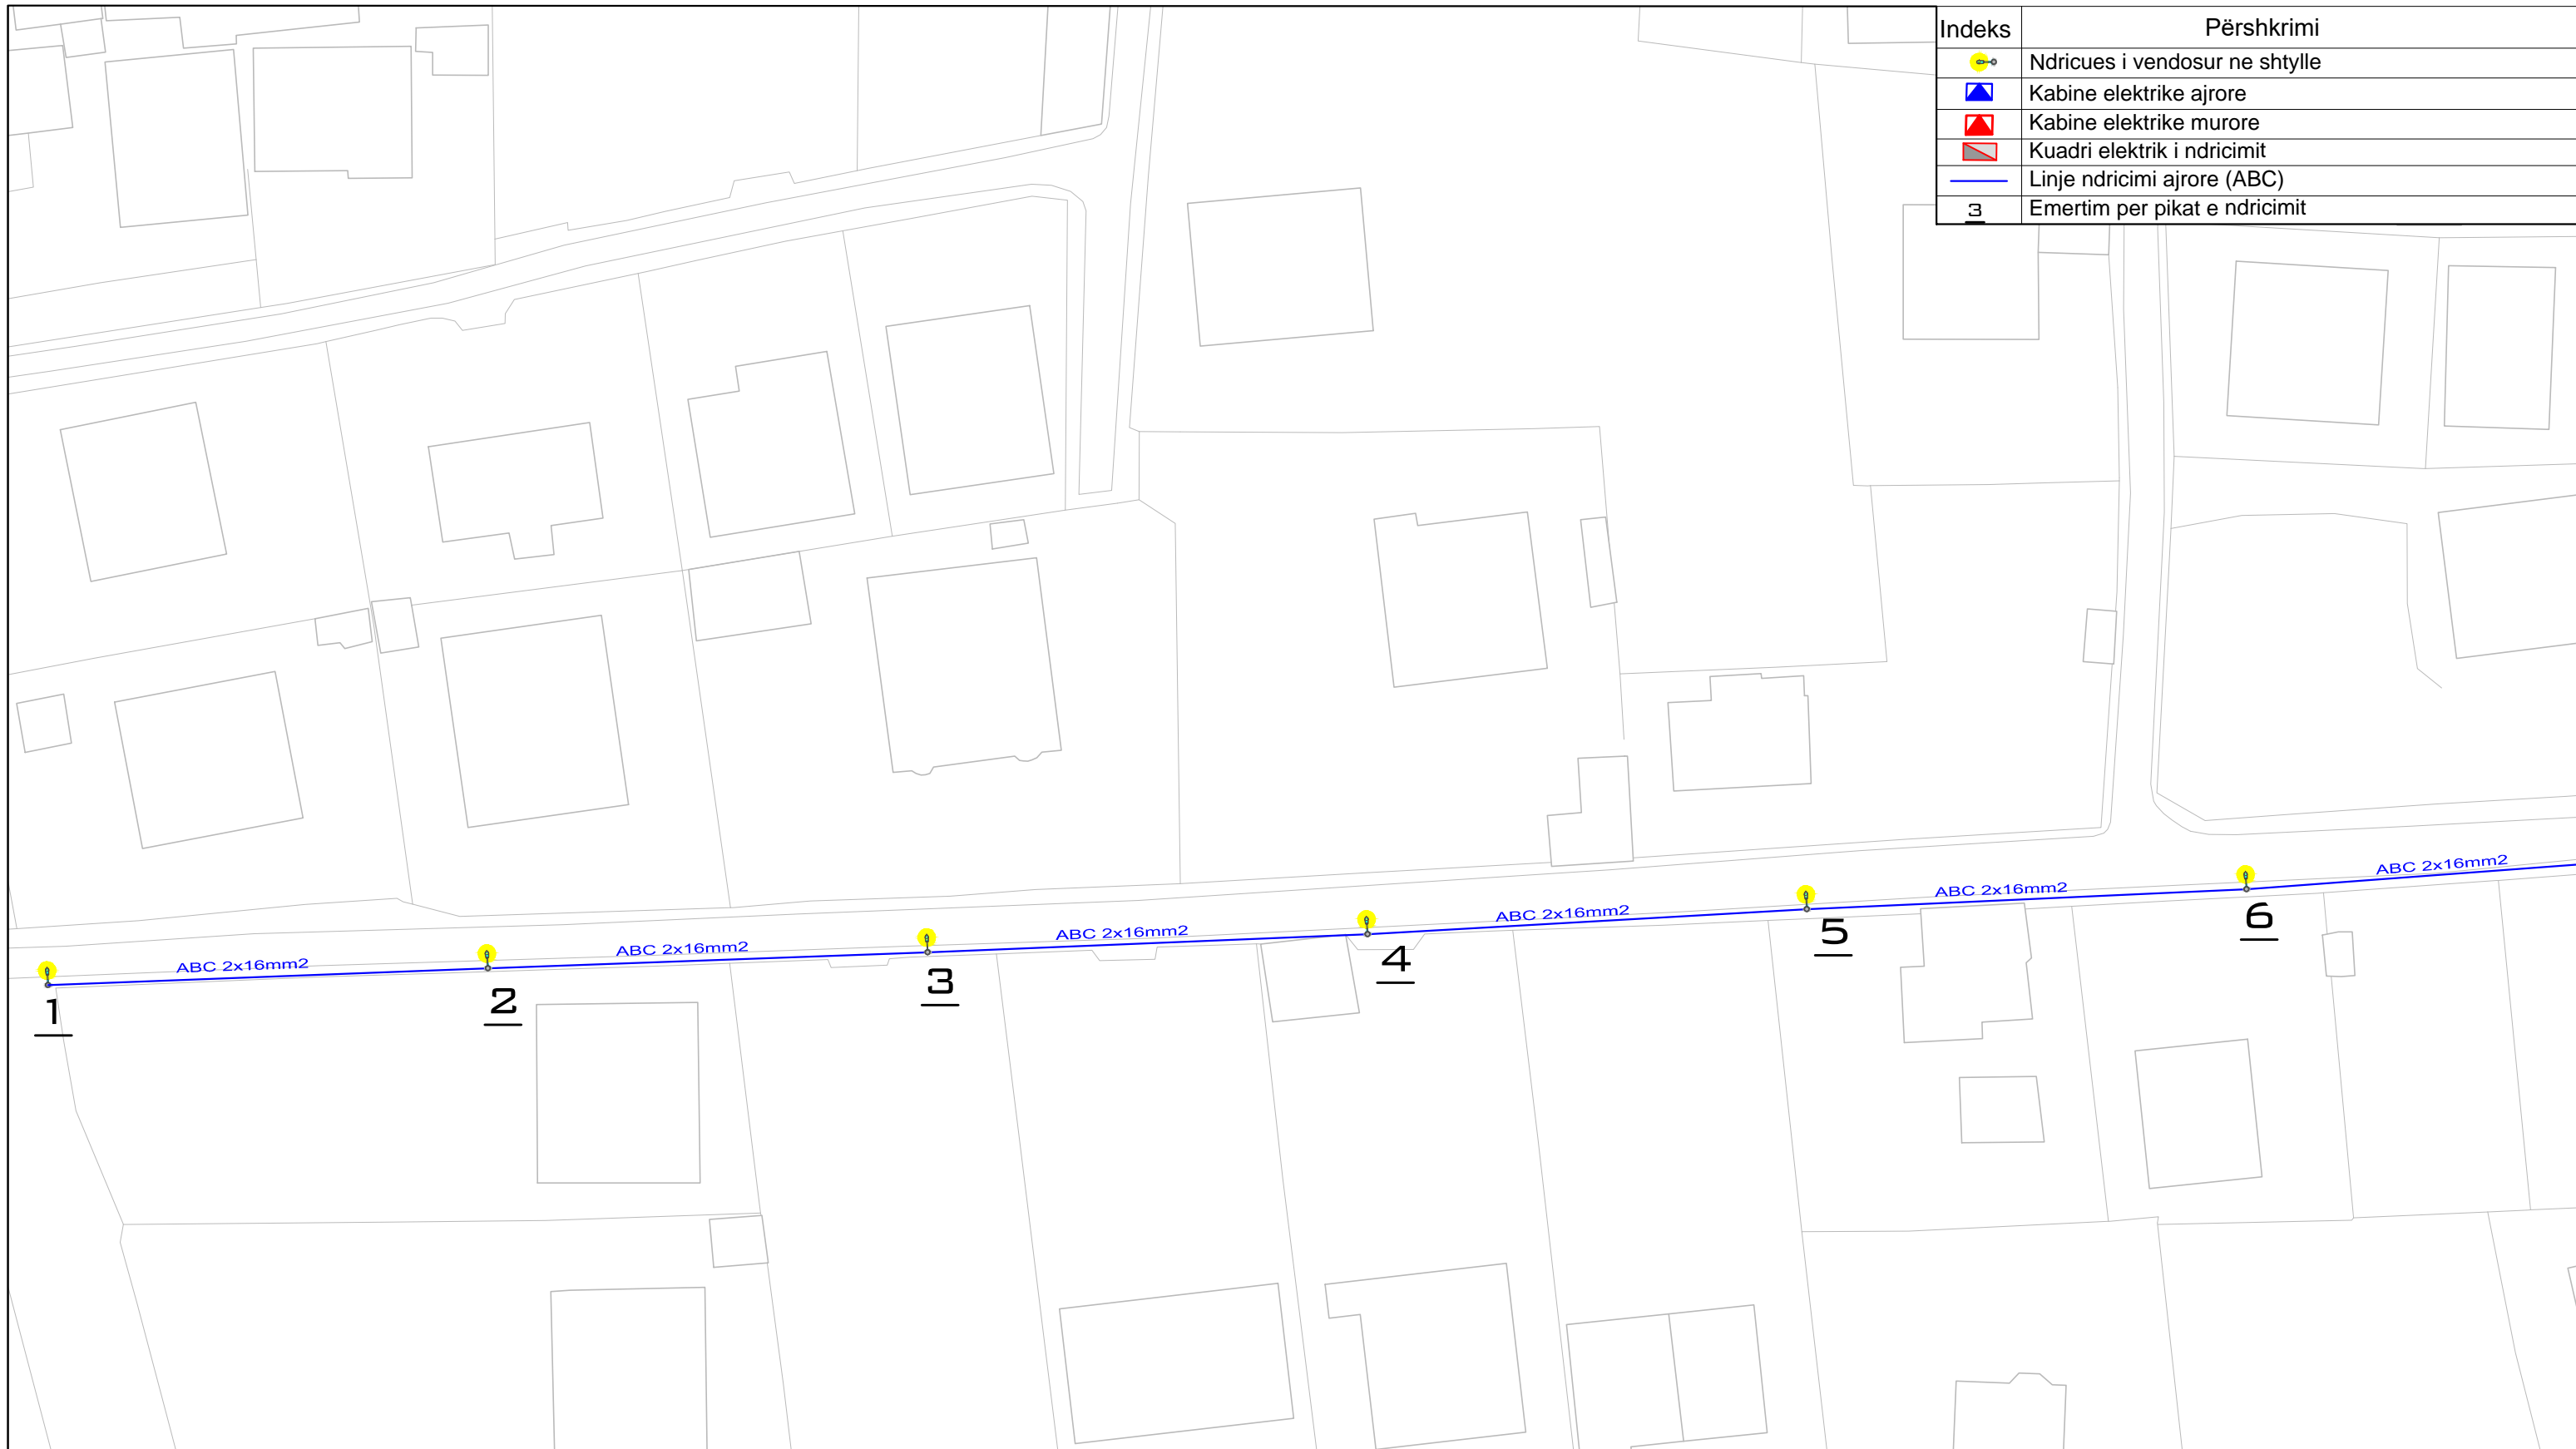 Indeks Përshkrimi
Ndricues i vendosur ne shtylle
Kabine elektrike ajrore
Kabine elektrike murore
Kuadri elektrik i ndricimit
Linje ndricimi ajrore (ABC)
3 Emertim per pikat e ndricimit
ABC 2x16mm2
ABC 2x16mm2
ABC 2x16mm2
ABC 2x16mm2
ABC 2x16mm2
ABC 2x16mm2
1
2
3
4
5
6